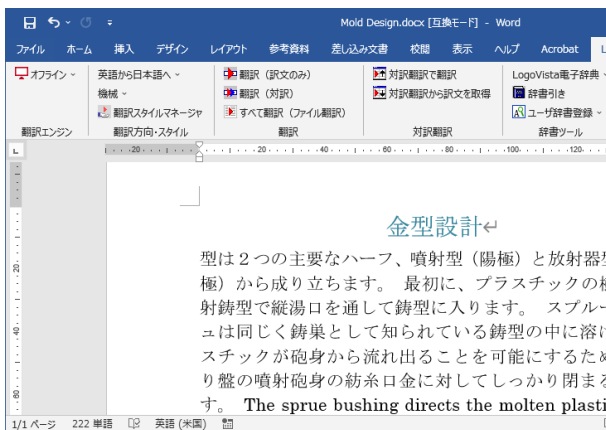 Mold Design.docx [互換モード] - Word
ファイル ホーム 挿入 デザイン レイアウト 参考資料 差し込み文書 校閲 表示 ヘルプ Acrobat L
オフライン 英語から日本語へ 翻訳 (訳文のみ) 対訳翻訳で翻訳 LogoVista電子辞典
機械 翻訳 (対訳) 対訳翻訳から訳文を取得 辞書引き
翻訳スタイルマネージャ すべて翻訳 (ファイル翻訳) ユーザ辞書登録
翻訳エンジン 翻訳方向・スタイル 翻訳 対訳翻訳 辞書ツール
20 20 40 60 80 100 120
金型設計
型は2つの主要なハーフ、噴射型(陽極)と放射器型
極)から成り立ちます。 最初に、プラスチックの
射鋳型で縦湯口を通して鋳型に入ります。 スプルー
20
ュは同じく鋳巣として知られている鋳型の中に溶け
40
スチックが砲身から流れ出ることを可能にするため
り盤の噴射砲身の紡糸口金に対してしっかり閉まる
60
す。 The sprue bushing directs the molten plasti
1/1 ページ 222 単語 英語 (米国)